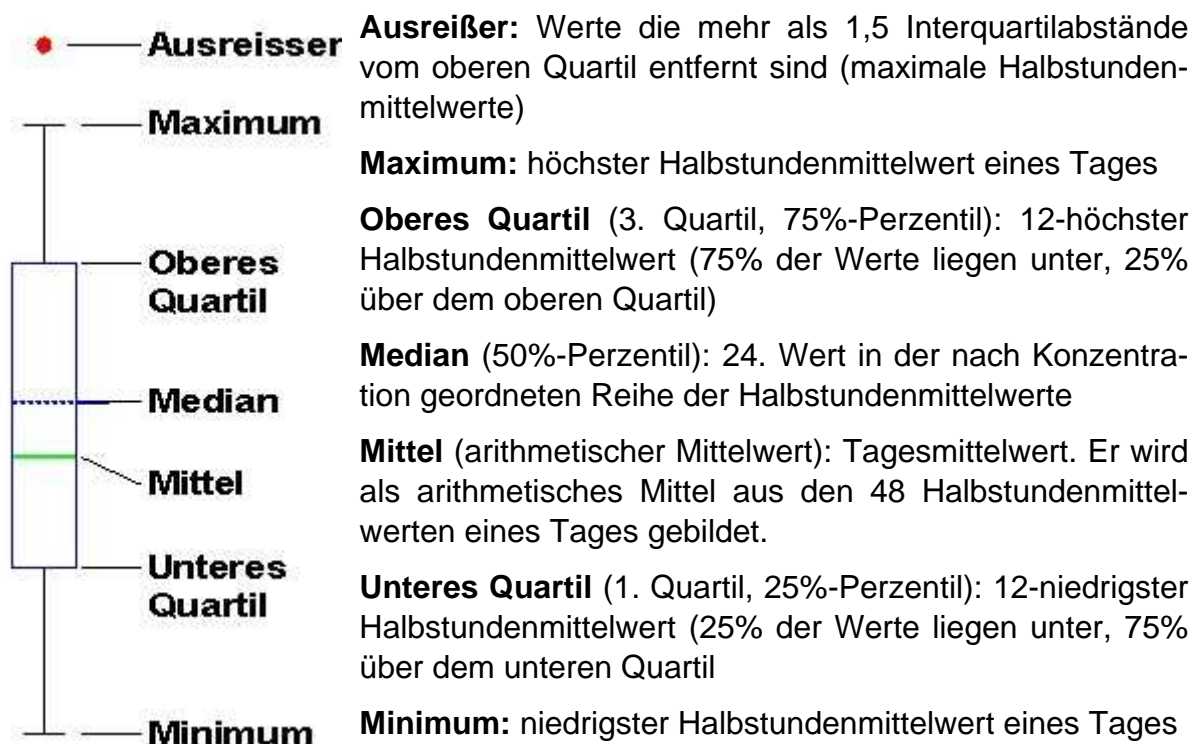 Ausreisser
Maximum
Oberes
Quartil
Median
Mittel
Unteres
Quartil
Minimum
Ausreißer: Werte die mehr als 1,5 Interquartilabstände
vom oberen Quartil entfernt sind (maximale Halbstunden-
mittelwerte)
Maximum: höchster Halbstundenmittelwert eines Tages
Oberes Quartil (3. Quartil, 75%-Perzentil): 12-höchster
Halbstundenmittelwert (75% der Werte liegen unter, 25%
über dem oberen Quartil)
Median (50%-Perzentil): 24. Wert in der nach Konzentra-
tion geordneten Reihe der Halbstundenmittelwerte
Mittel (arithmetischer Mittelwert): Tagesmittelwert. Er wird
als arithmetisches Mittel aus den 48 Halbstundenmittel-
werten eines Tages gebildet.
Unteres Quartil (1. Quartil, 25%-Perzentil): 12-niedrigster
Halbstundenmittelwert (25% der Werte liegen unter, 75%
über dem unteren Quartil
Minimum: niedrigster Halbstundenmittelwert eines Tages